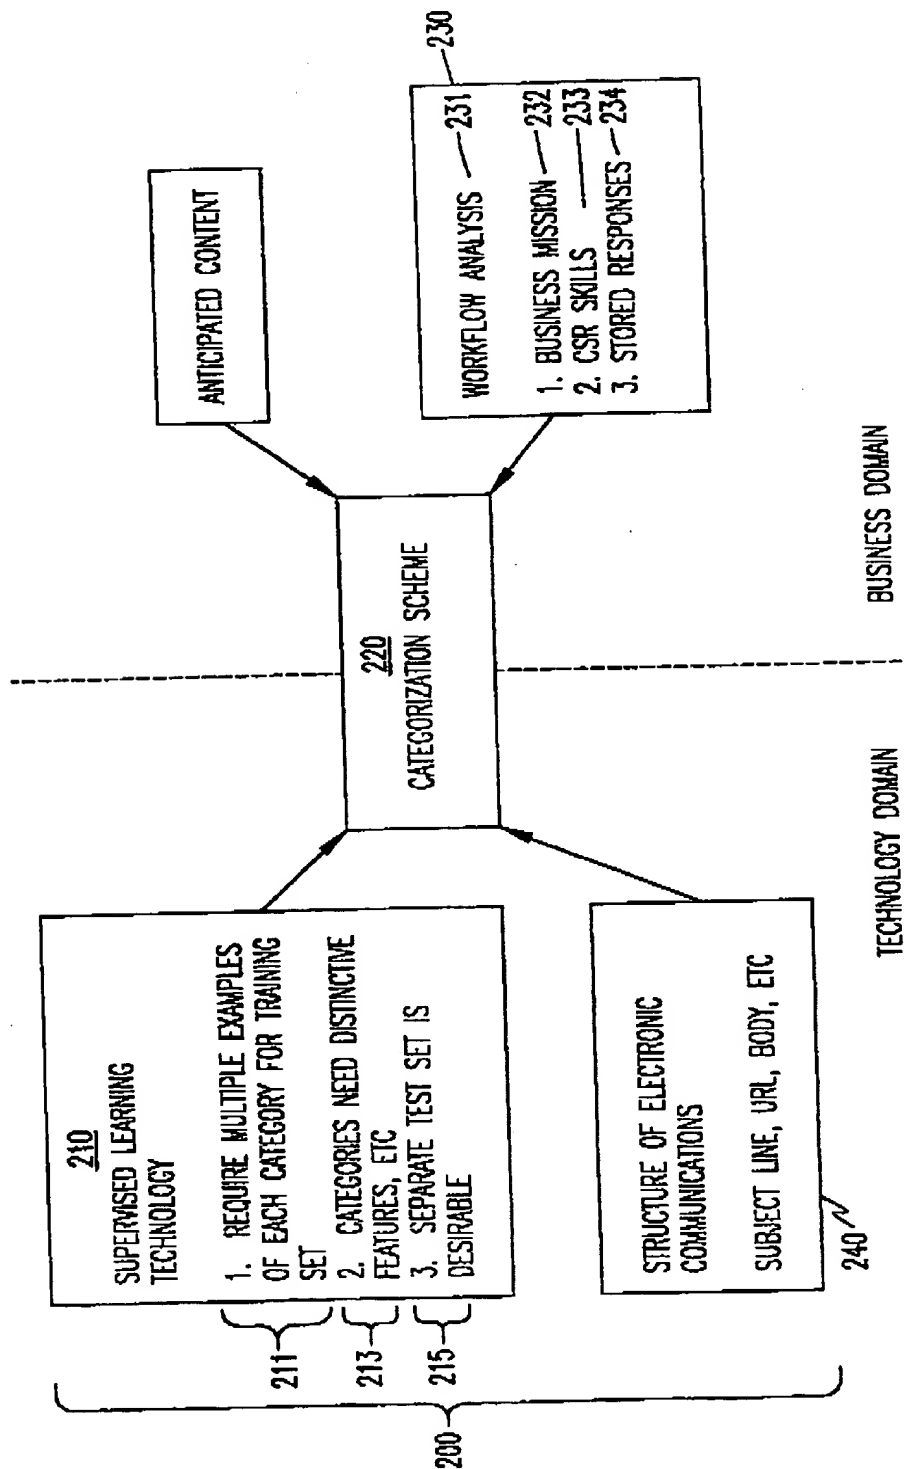 210
SUPERVISED LEARNING
TECHNOLOGY
1. REQUIRE MULTIPLE EXAMPLES
OF EACH CATEGORY FOR TRAINING
SET
2. CATEGORIES NEED DISTINCTIVE
FEATURES, ETC
3. SEPARATE TEST SET IS
DESIRABLE
211
213
215
200
STRUCTURE OF ELECTRONIC
COMMUNICATIONS
SUBJECT LINE, URL, BODY, ETC
240
TECHNOLOGY DOMAIN
220
CATEGORIZATION SCHEME
ANTICIPATED CONTENT
230
WORKFLOW ANALYSIS 231
1. BUSINESS MISSION 232
2. CSR SKILLS 233
3. STORED RESPONSES 234
BUSINESS DOMAIN